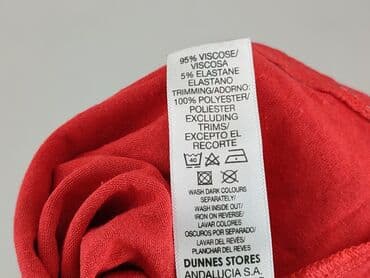 95% VISCOSE/
VISCOSA
5% ELASTANE
ELASTANO
TRIMMING/ADORNO:
100% POLYESTER/
POLIESTER
EXCLUDING
TRIMS/
EXCEPTO EL
RECORTE
40
WASH DARK COLOURS
SEPARATELY/
WASH INSIDE OUT/
IRON ON REVERSE/
LAVAR COLORES
OSCUROS POR SEPARADO/
LAVAR DEL REVES/
PLANCHAR DEL REVES/
DUNNES STORES
ANDALUCIA S.A.